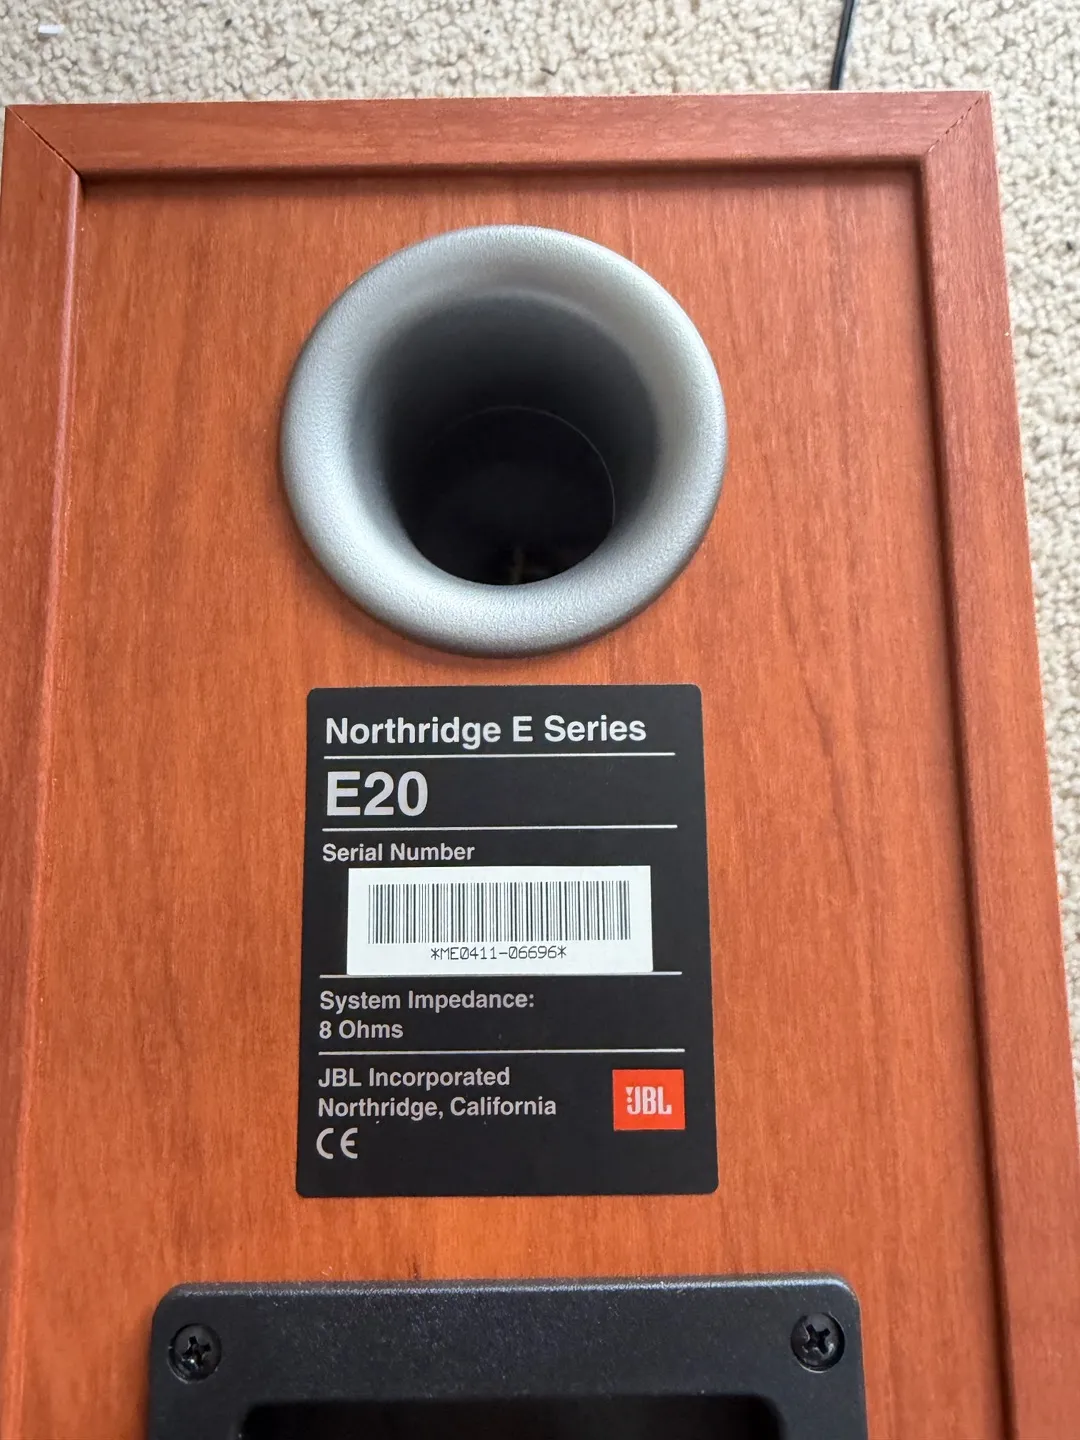 Northridge E Series
E20
Serial Number
*ME0411-06696*
System Impedance:
8 Ohms
JBL Incorporated
Northridge, California
JBL
CE